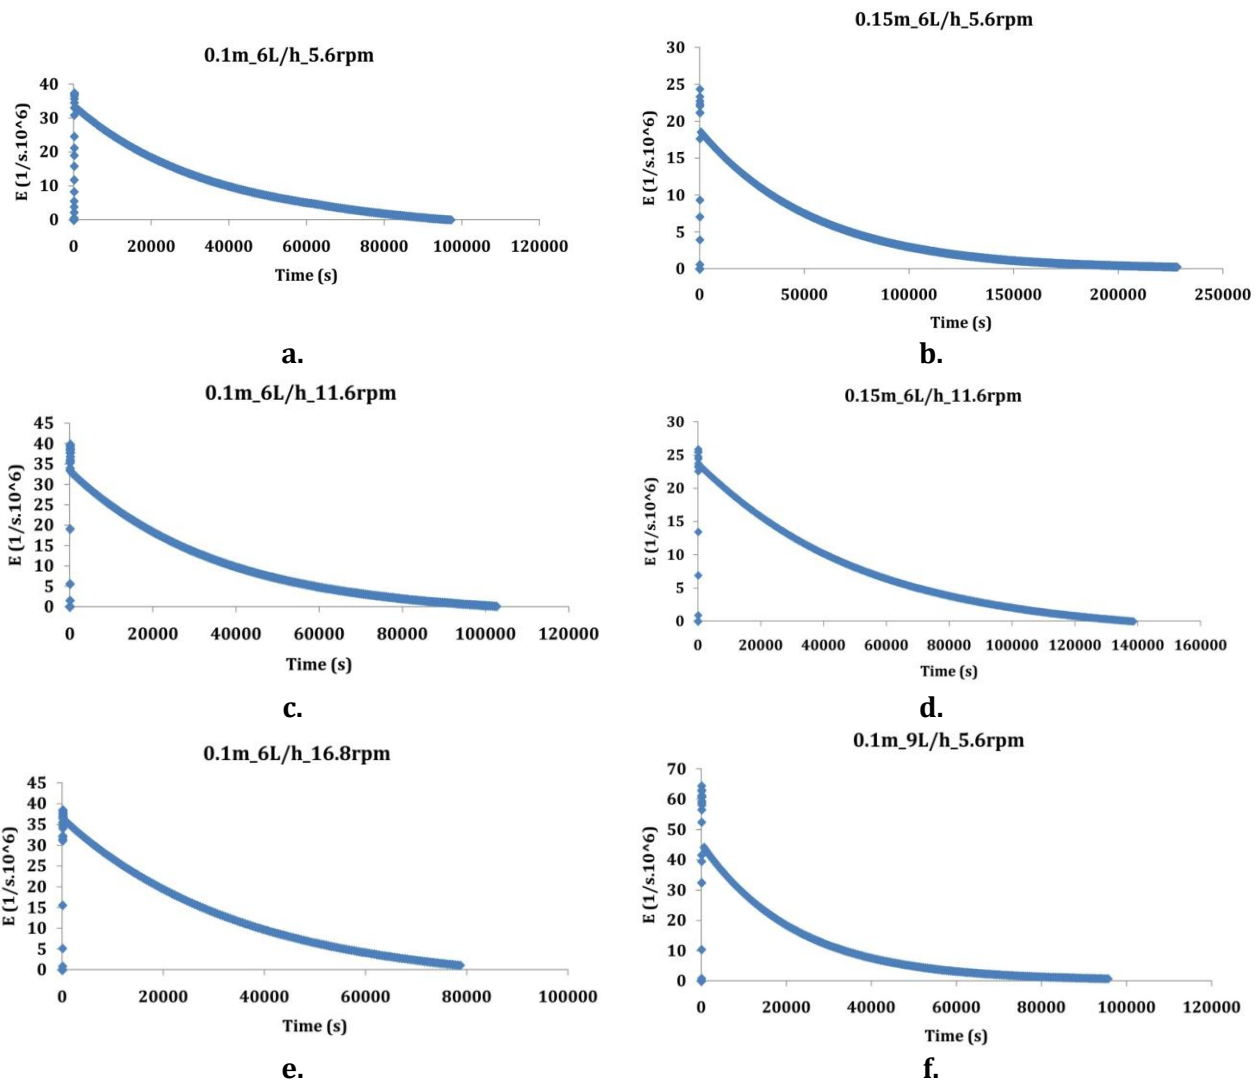 0.1m_6L/h_5.6rpm
E (1/s.10^6)
40
30
20
10
0
0 20000 40000 60000 80000 100000 120000
Time (s)
a.
0.15m_6L/h_5.6rpm
E (1/s.10^6)
30
25
20
15
10
5
0
0 50000 100000 150000 200000 250000
Time (s)
b.
0.1m_6L/h_11.6rpm
E (1/s.10^6)
45
40
35
30
25
20
15
10
5
0
0 20000 40000 60000 80000 100000 120000
Time (s)
c.
0.15m_6L/h_11.6rpm
E (1/s.10^6)
30
25
20
15
10
5
0
0 20000 40000 60000 80000 100000 120000 140000 160000
Time (s)
d.
0.1m_6L/h_16.8rpm
E (1/s.10^6)
45
40
35
30
25
20
15
10
5
0
0 20000 40000 60000 80000 100000
Time (s)
e.
0.1m_9L/h_5.6rpm
E (1/s.10^6)
70
60
50
40
30
20
10
0
0 20000 40000 60000 80000 100000 120000
Time (s)
f.